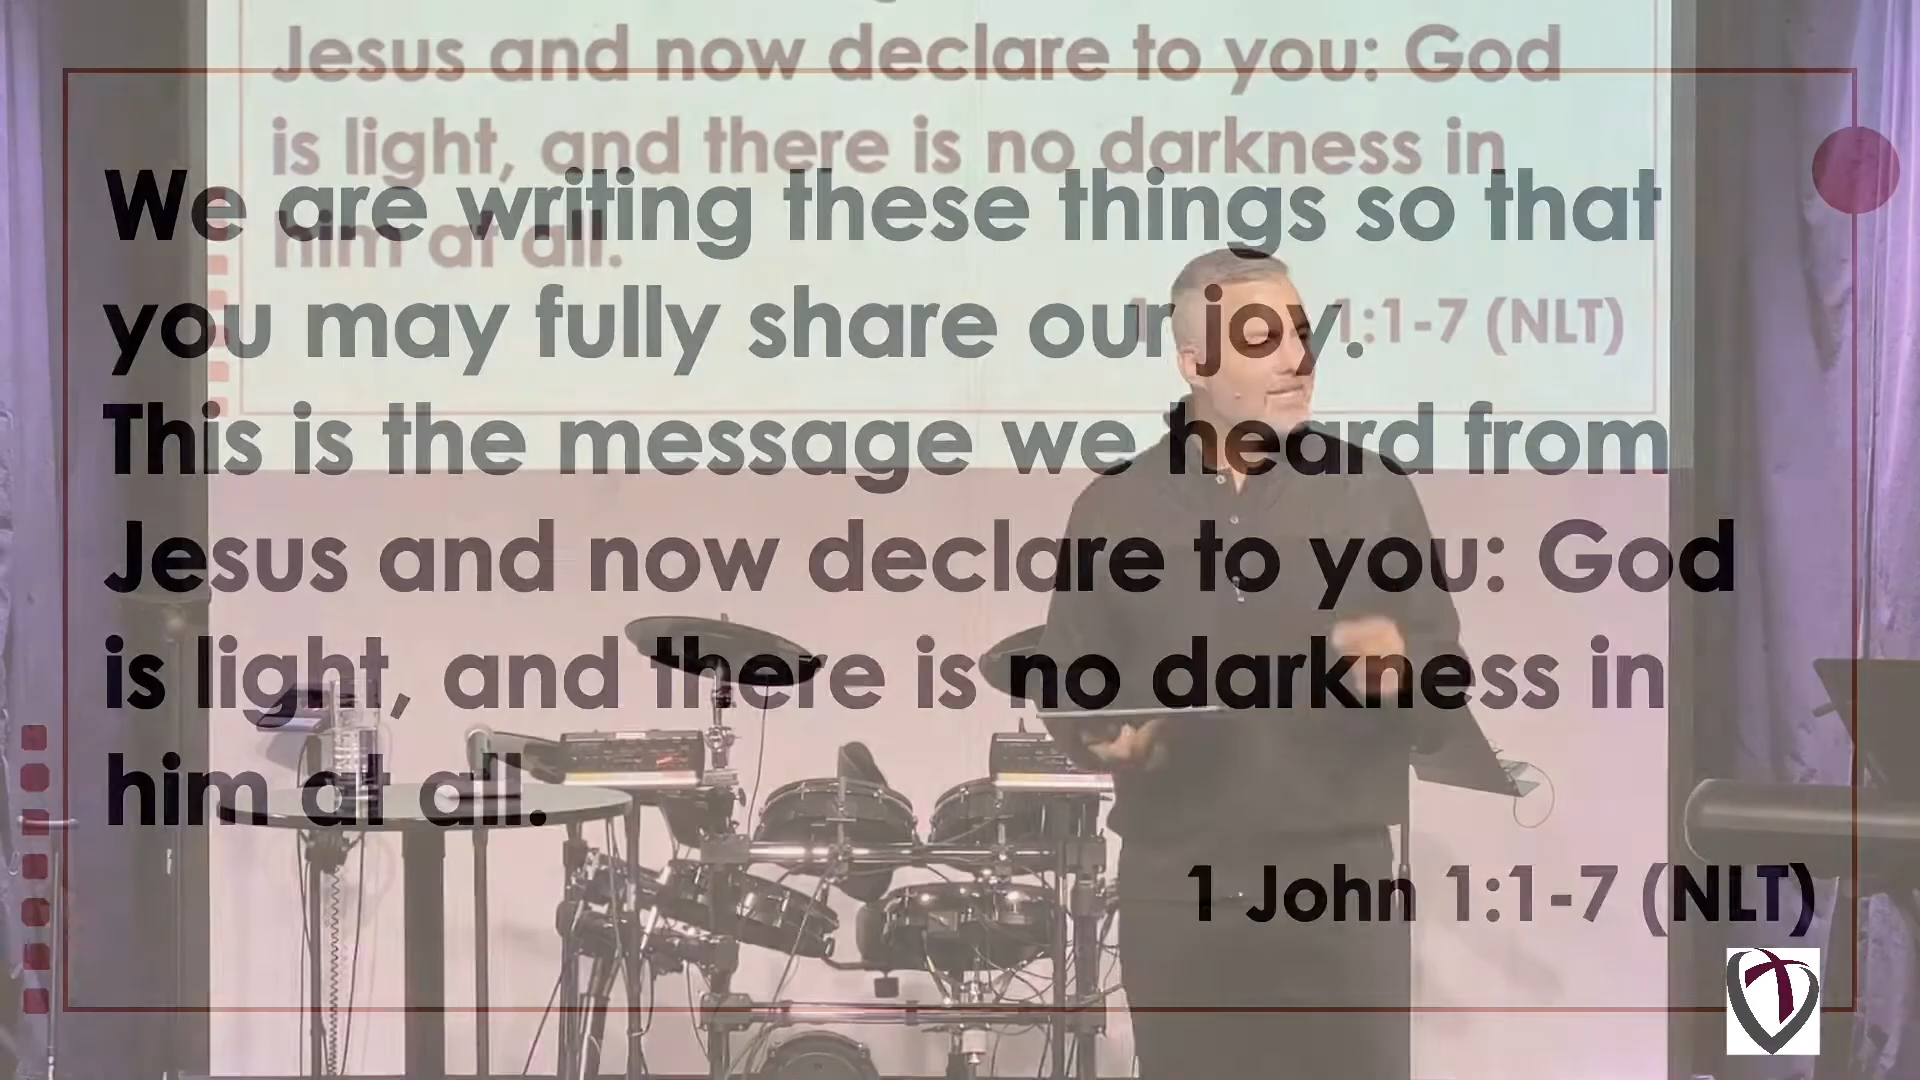 Jesus and now declare to you: God
is light, and there is no darkness in
him at all.
1:1-7 (NLT)
We are writing these things so that
you may fully share our joy.
This is the message we heard from
Jesus and now declare to you: God
is light, and there is no darkness in
him at all.
1 John 1:1-7 (NLT)